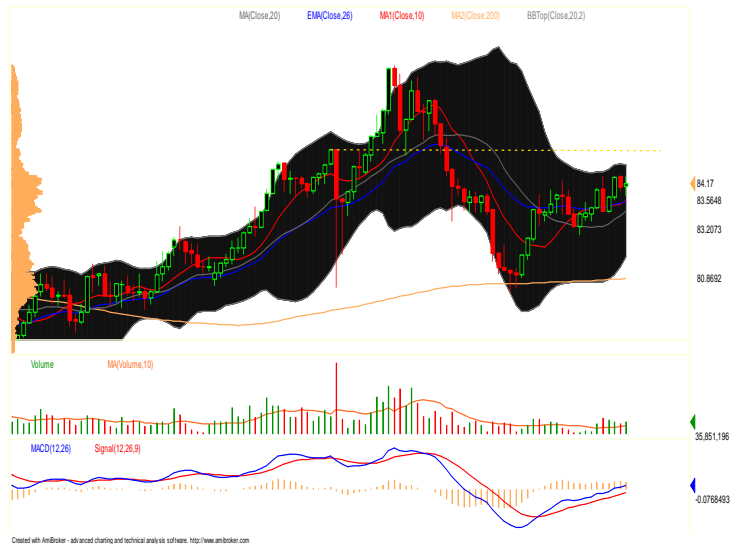 MA(Close,20) EMA(Close,26) MA1(Close,10) MA2(Close,200) BBTop(Close,20,2)
84.17
83.5648
83.2073
80.8692
Volume MA(Volume,10)
35,851,196
MACD(12,26) Signal(12,26,9)
-0.0768493
Created with AmiBroker - advanced charting and technical analysis software. http://www.amibroker.com